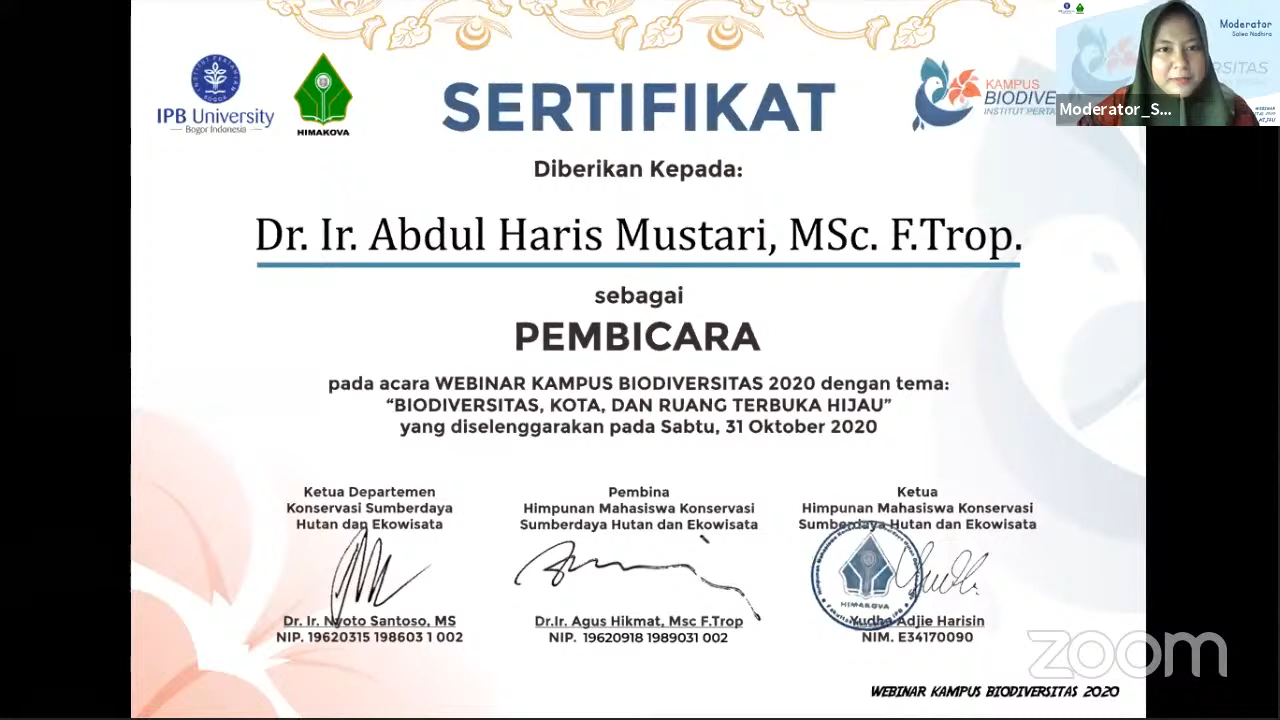 IPB University
Bogor Indonesia
HIMAKOVA
SERTIFIKAT
KAMPUS
BIODIVE
INSTITUT PERTA
Moderator
Salwa Nadhira
RSITAS
Moderator_S...
Diberikan Kepada:
Dr. Ir. Abdul Haris Mustari, MSc. F.Trop.
sebagai
PEMBICARA
pada acara WEBINAR KAMPUS BIODIVERSITAS 2020 dengan tema:
“BIODIVERSITAS, KOTA, DAN RUANG TERBUKA HIJAU”
yang diselenggarakan pada Sabtu, 31 Oktober 2020
Ketua Departemen
Konservasi Sumberdaya
Hutan dan Ekowisata
Dr. Ir. Nyoto Santoso, MS
NIP. 19620315 198603 1 002
Pembina
Himpunan Mahasiswa Konservasi
Sumberdaya Hutan dan Ekowisata
Dr.Ir. Agus Hikmat, Msc F.Trop
NIP. 19620918 1989031 002
Ketua
Himpunan Mahasiswa Konservasi
Sumberdaya Hutan dan Ekowisata
HIMAKOVA
Yudha Adjie Harisin
NIM. E34170090
zoom
WEBINAR KAMPUS BIODIVERSITAS 2020